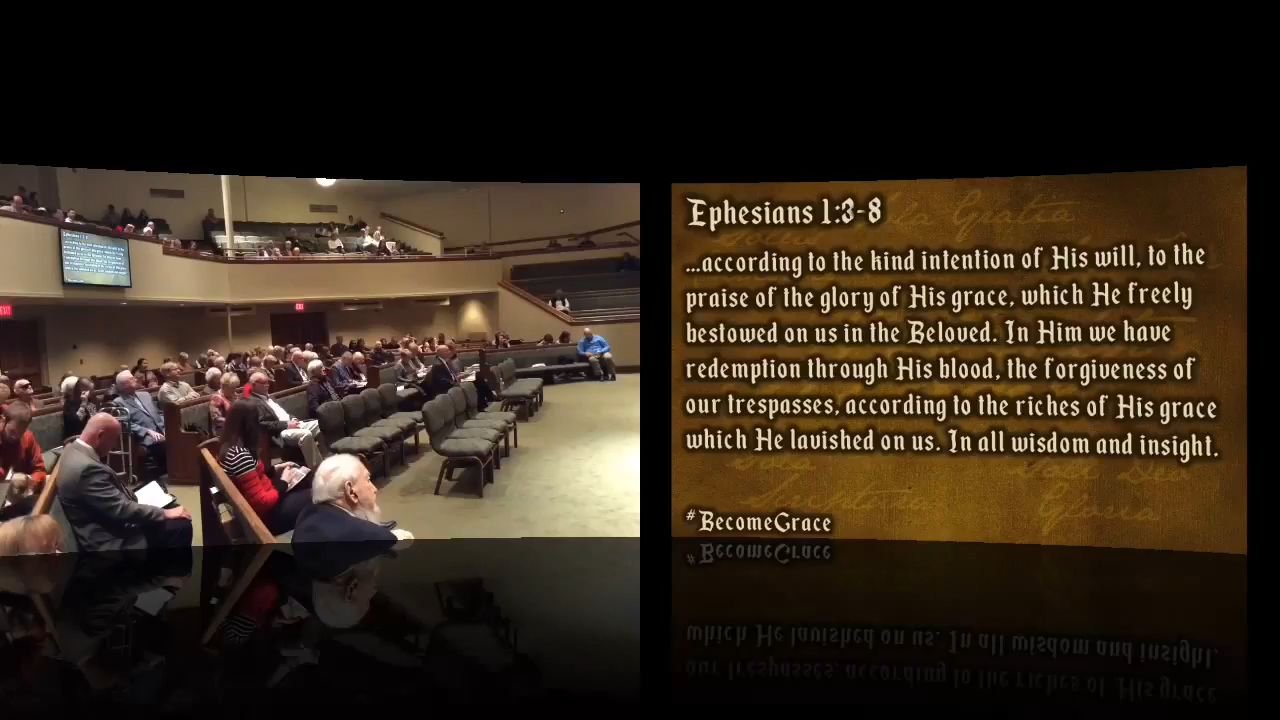 EXIT
EXIT
Ephesians 1:3-8
...according to the kind intention of His will, to the
praise of the glory of His grace, which He freely
bestowed on us in the Beloved. In Him we have
redemption through His blood, the forgiveness of
our trespasses, according to the riches of His grace
which He lavished on us. In all wisdom and insight.
#BecomeGrace